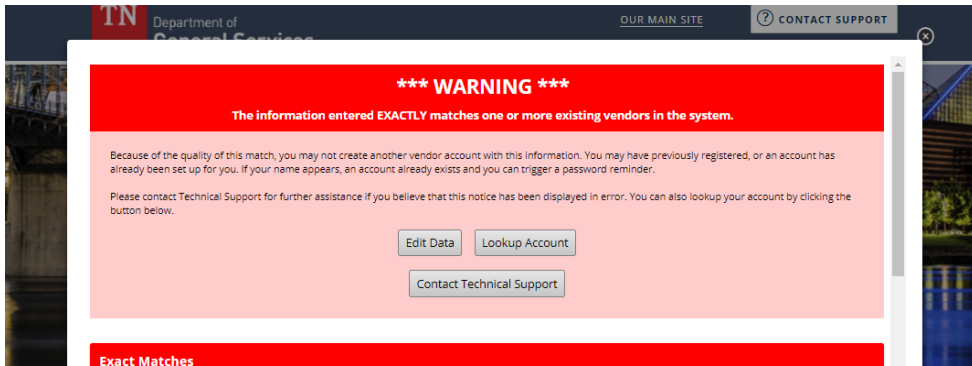 TN
Department of
General Services
OUR MAIN SITE
? CONTACT SUPPORT
*** WARNING ***
The information entered EXACTLY matches one or more existing vendors in the system.
Because of the quality of this match, you may not create another vendor account with this information. You may have previously registered, or an account has
already been set up for you. If your name appears, an account already exists and you can trigger a password reminder.
Please contact Technical Support for further assistance if you believe that this notice has been displayed in error. You can also lookup your account by clicking the
button below.
Edit Data
Lookup Account
Contact Technical Support
Exact Matches